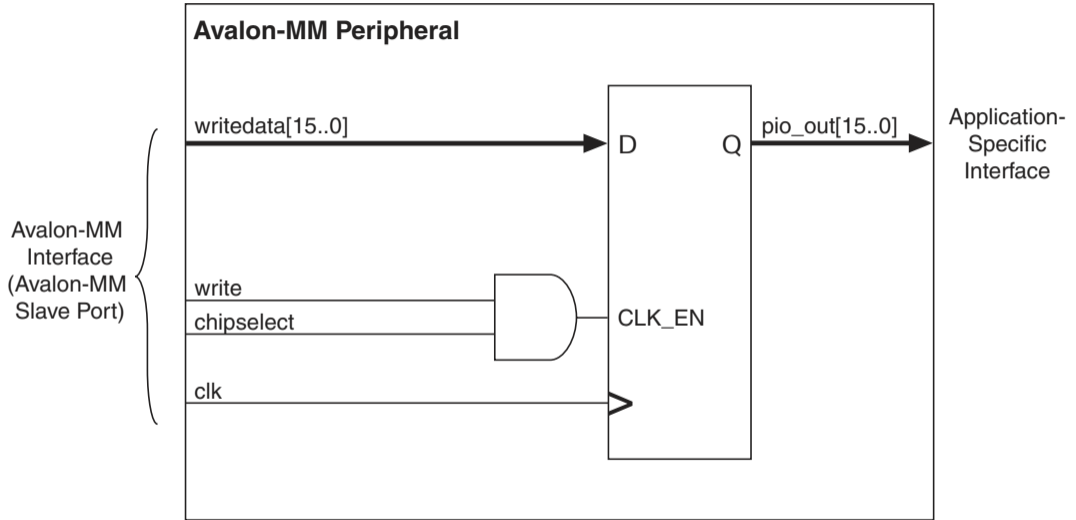 Avalon-MM Peripheral
writedata[15..0]
D
Q
pio_out[15..0]
Application-
Specific
Interface
Avalon-MM
Interface
(Avalon-MM
Slave Port)
write
chipselect
CLK_EN
clk